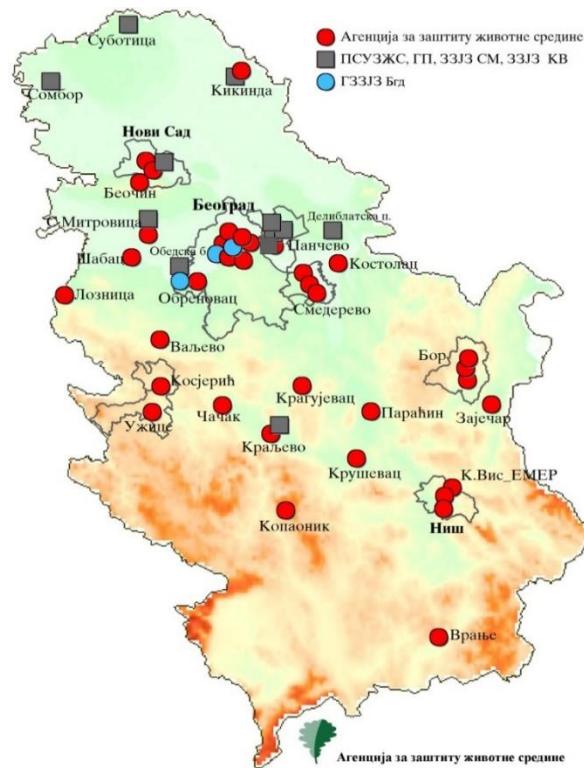 Суботица
Агенција за заштиту животне средине
ПСУЗЖС, ГП, ЗЗЈЗ СМ, ЗЗЈЗ КВ
ГЗЗЈЗ Бгд
Сомбор
Кикинда
Нови Сад
Беочин
С.Митровица
Београд
Делиблатска п.
Обедска б.
Панчево
Шабац
Костолац
Лозница
Обреновац
Смедерево
Ваљево
Бор
Косјерић
Крагујевац
Ужице
Чачак
Параћин
Зајечар
Краљево
Крушевац
К.Вис_ЕМЕР
Копаоник
Ниш
Врање
Агенција за заштиту животне средине